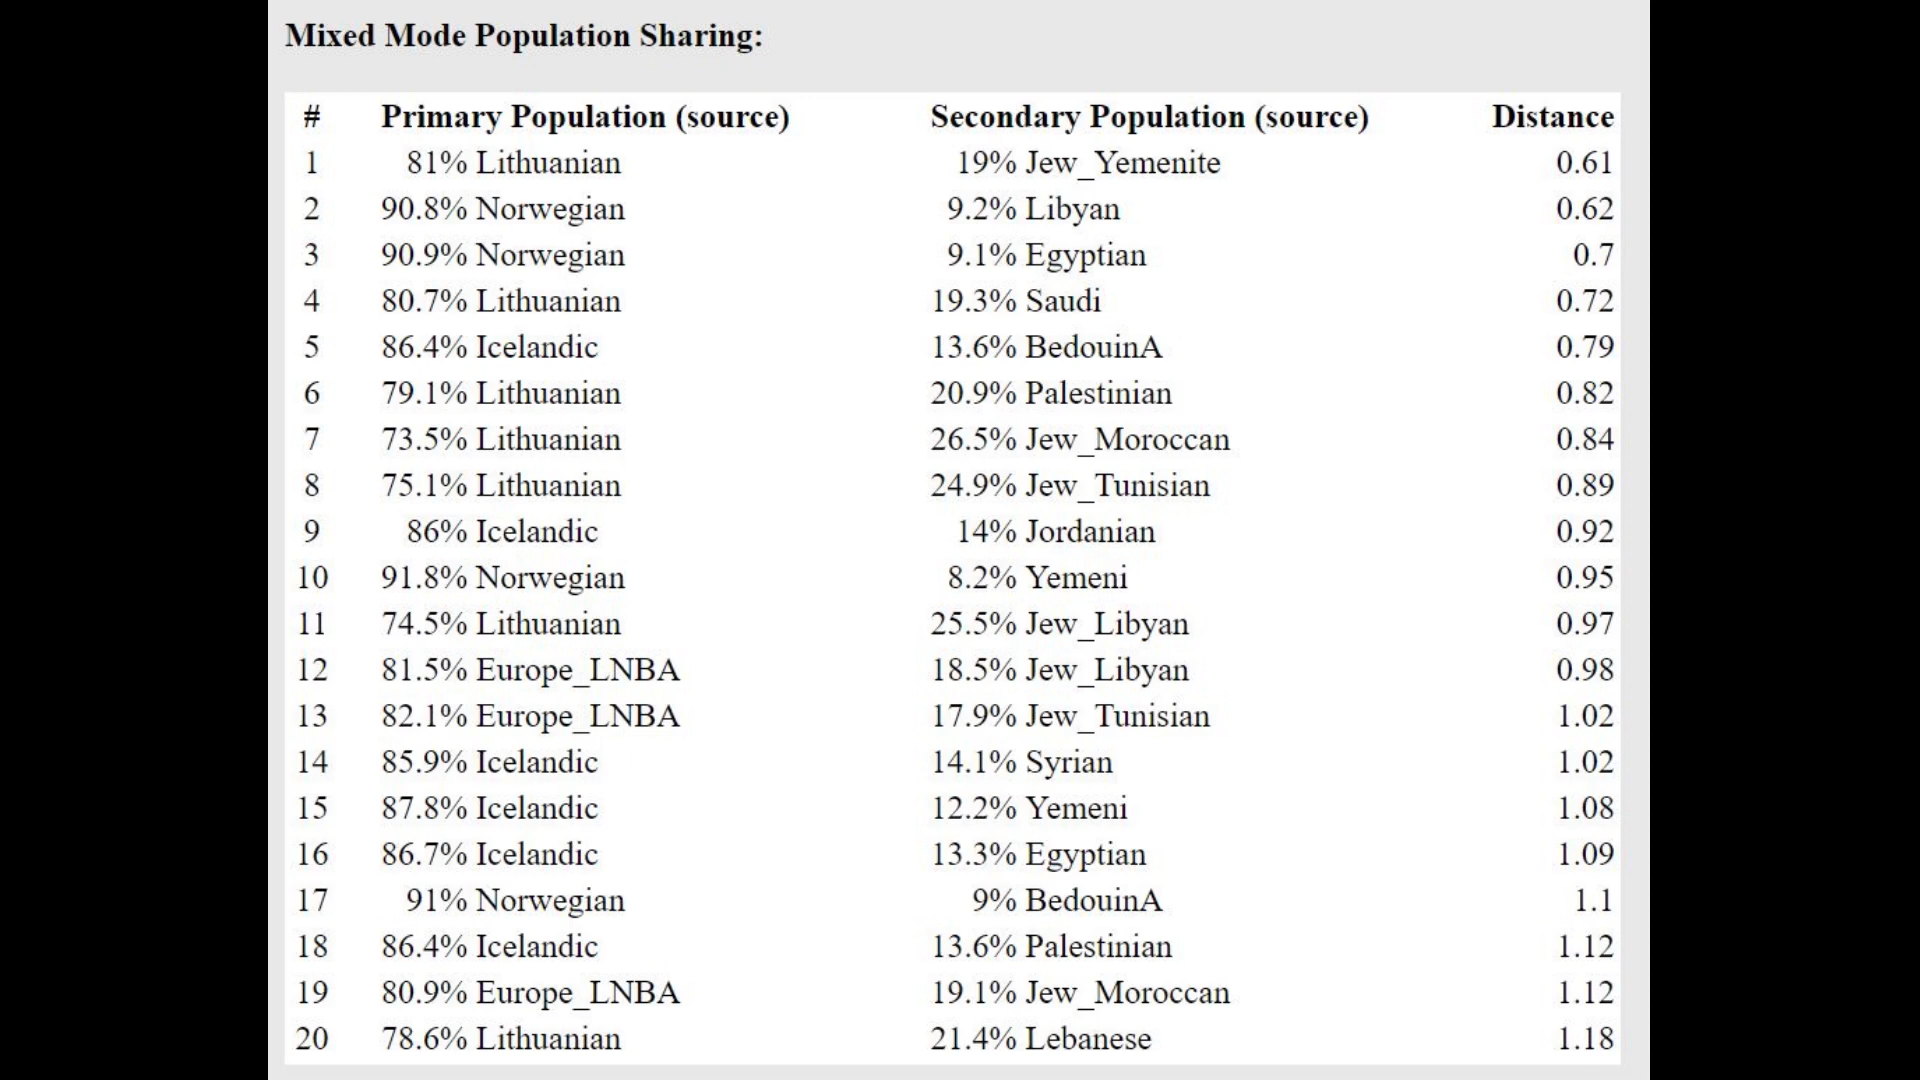 Mixed Mode Population Sharing:
# Primary Population (source) Secondary Population (source) Distance
1 81% Lithuanian 19% Jew_Yemenite 0.61
2 90.8% Norwegian 9.2% Libyan 0.62
3 90.9% Norwegian 9.1% Egyptian 0.7
4 80.7% Lithuanian 19.3% Saudi 0.72
5 86.4% Icelandic 13.6% BedouinA 0.79
6 79.1% Lithuanian 20.9% Palestinian 0.82
7 73.5% Lithuanian 26.5% Jew_Moroccan 0.84
8 75.1% Lithuanian 24.9% Jew_Tunisian 0.89
9 86% Icelandic 14% Jordanian 0.92
10 91.8% Norwegian 8.2% Yemeni 0.95
11 74.5% Lithuanian 25.5% Jew_Libyan 0.97
12 81.5% Europe_LNBA 18.5% Jew_Libyan 0.98
13 82.1% Europe_LNBA 17.9% Jew_Tunisian 1.02
14 85.9% Icelandic 14.1% Syrian 1.02
15 87.8% Icelandic 12.2% Yemeni 1.08
16 86.7% Icelandic 13.3% Egyptian 1.09
17 91% Norwegian 9% BedouinA 1.1
18 86.4% Icelandic 13.6% Palestinian 1.12
19 80.9% Europe_LNBA 19.1% Jew_Moroccan 1.12
20 78.6% Lithuanian 21.4% Lebanese 1.18